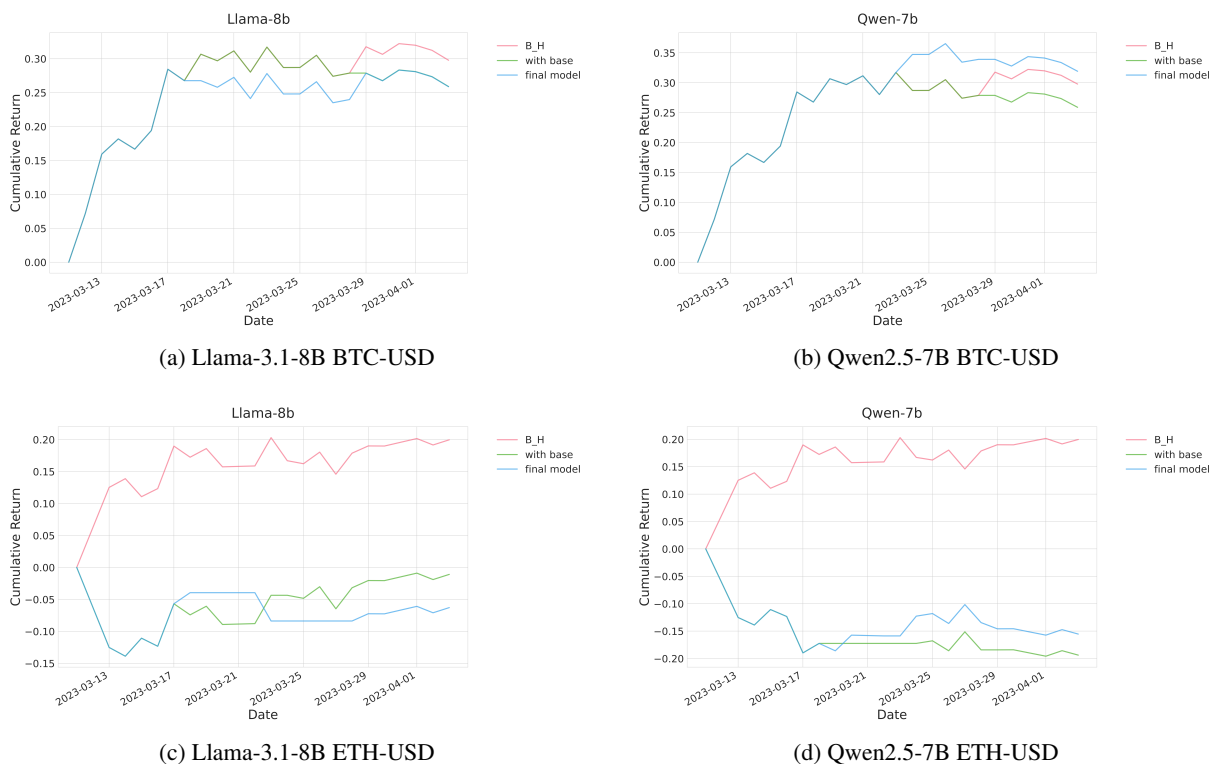 Llama-8b
0.30
0.25
0.20
0.15
0.10
0.05
0.00
Cumulative Return
2023-03-13
2023-03-17
2023-03-21
2023-03-25
2023-03-29
2023-04-01
Date
B_H
with base
final model
(a) Llama-3.1-8B BTC-USD
Qwen-7b
0.35
0.30
0.25
0.20
0.15
0.10
0.05
0.00
Cumulative Return
2023-03-13
2023-03-17
2023-03-21
2023-03-25
2023-03-29
2023-04-01
Date
B_H
with base
final model
(b) Qwen2.5-7B BTC-USD
Llama-8b
0.20
0.15
0.10
0.05
0.00
−0.05
−0.10
−0.15
Cumulative Return
2023-03-13
2023-03-17
2023-03-21
2023-03-25
2023-03-29
2023-04-01
Date
B_H
with base
final model
(c) Llama-3.1-8B ETH-USD
Qwen-7b
0.20
0.15
0.10
0.05
0.00
−0.05
−0.10
−0.15
−0.20
Cumulative Return
2023-03-13
2023-03-17
2023-03-21
2023-03-25
2023-03-29
2023-04-01
Date
B_H
with base
final model
(d) Qwen2.5-7B ETH-USD